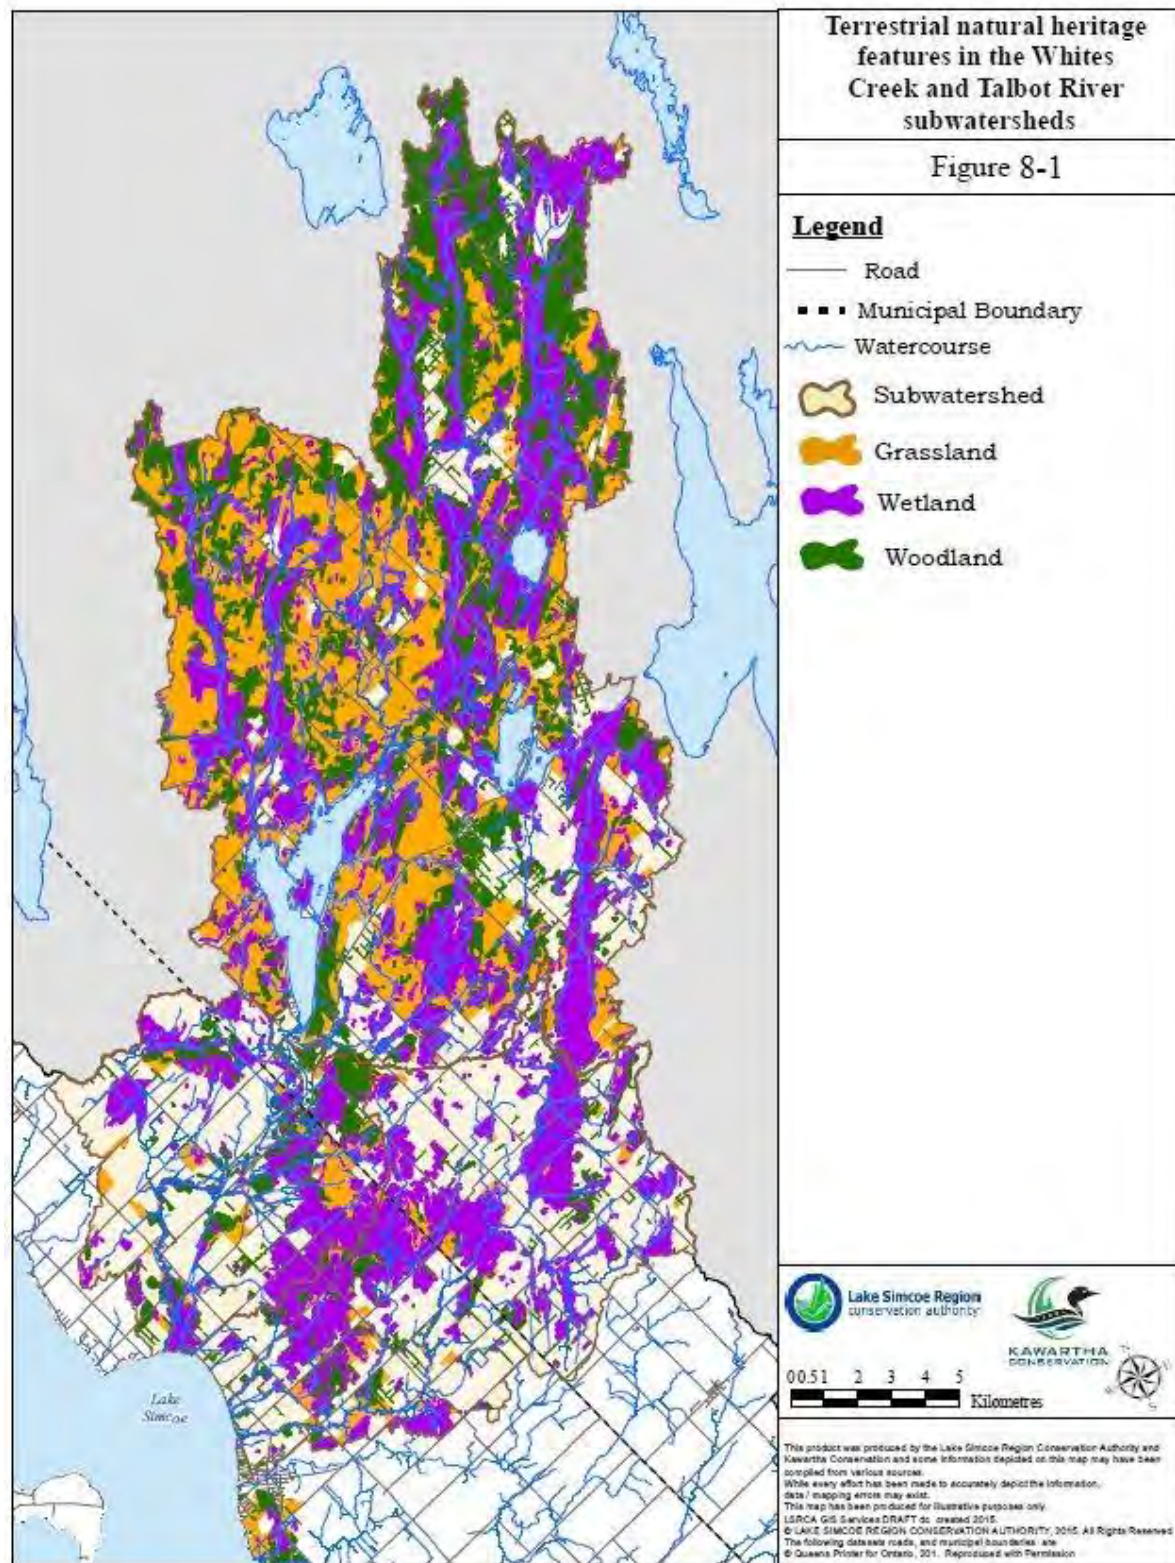 Terrestrial natural heritage
features in the Whites
Creek and Talbot River
subwatersheds
Figure 8-1
Legend
Road
Municipal Boundary
Watercourse
Subwatershed
Grassland
Wetland
Woodland
Lake
Simcoe
Lake Simcoe Region
conservation authority
KAWARTHA
CONSERVATION
0 0.5 1 2 3 4 5
Kilometres
This product was produced by the Lake Simcoe Region Conservation Authority and
Kawartha Conservation and some information depicted on this map may have been
compiled from various sources.
While every effort has been made to accurately depict the information,
data / mapping errors may exist.
This map has been produced for illustrative purposes only.
LSRCA GIS Services DRAFT dc created 2015.
© LAKE SIMCOE REGION CONSERVATION AUTHORITY, 2015. All Rights Reserved
The following datasets roads, and municipal boundaries are
© Queens Printer for Ontario, 201. Reproduced with Permission